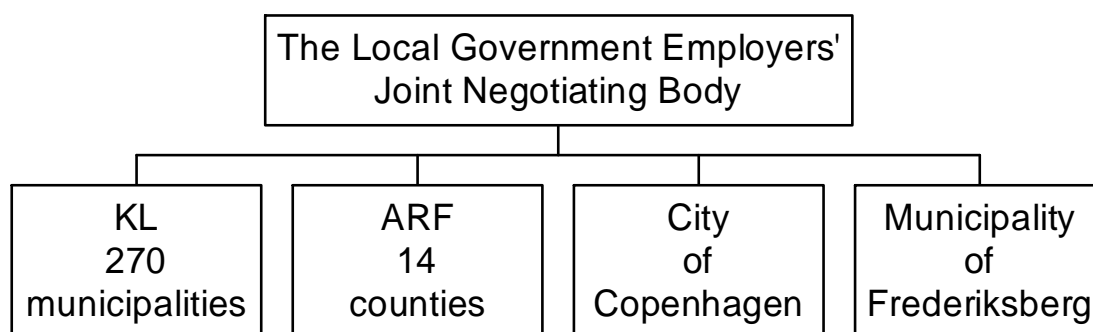 The Local Government Employers'
Joint Negotiating Body
KL
270
municipalities
ARF
14
counties
City
of
Copenhagen
Municipality
of
Frederiksberg